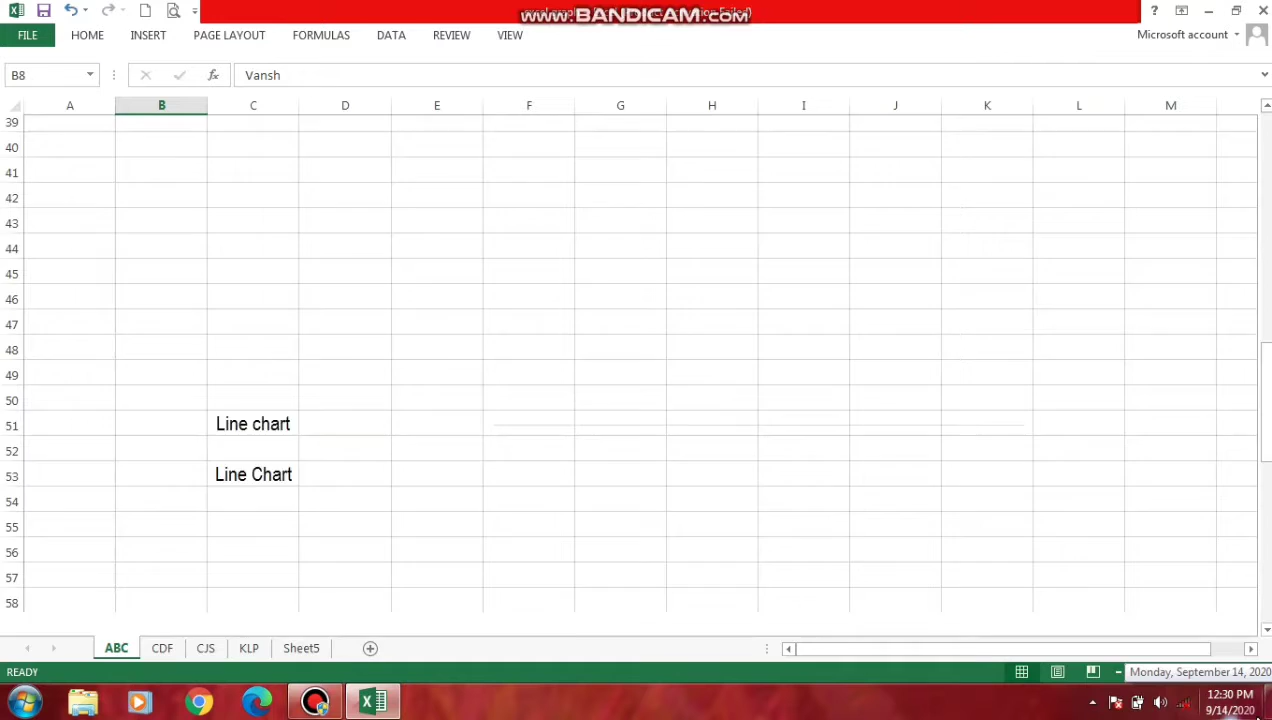 www.BANDICAM.com
FILE HOME INSERT PAGE LAYOUT FORMULAS DATA REVIEW VIEW Microsoft account
B8 fx Vansh
A B C D E F G H I J K L M
39
40
41
42
43
44
45
46
47
48
49
50
51 Line chart
52
53 Line Chart
54
55
56
57
58
ABC CDF CJS KLP Sheet5
READY Monday, September 14, 2020
12:30 PM
9/14/2020